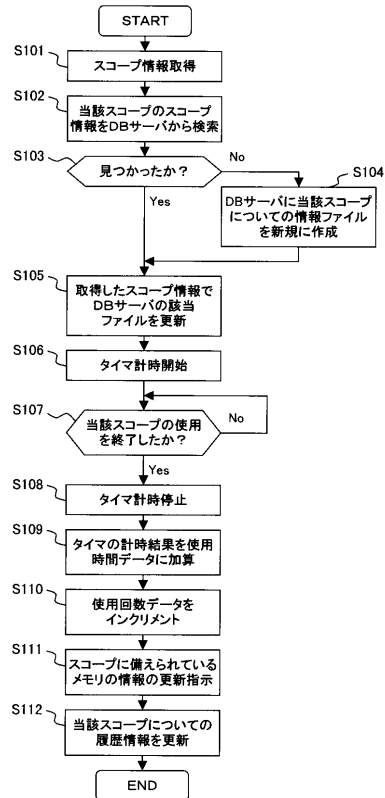 START
S101
スコープ情報取得
S102
当該スコープのスコープ
情報をDBサーバから検索
S103
見つかったか？
No
S104
Yes
DBサーバに当該スコープ
についての情報ファイル
を新規に作成
S105
取得したスコープ情報で
DBサーバの該当
ファイルを更新
S106
タイマ計時開始
S107
当該スコープの使用
を終了したか？
No
Yes
S108
タイマ計時停止
S109
タイマの計時結果を使用
時間データに加算
S110
使用回数データを
インクリメント
S111
スコープに備えられている
メモリの情報の更新指示
S112
当該スコープについての
履歴情報を更新
END